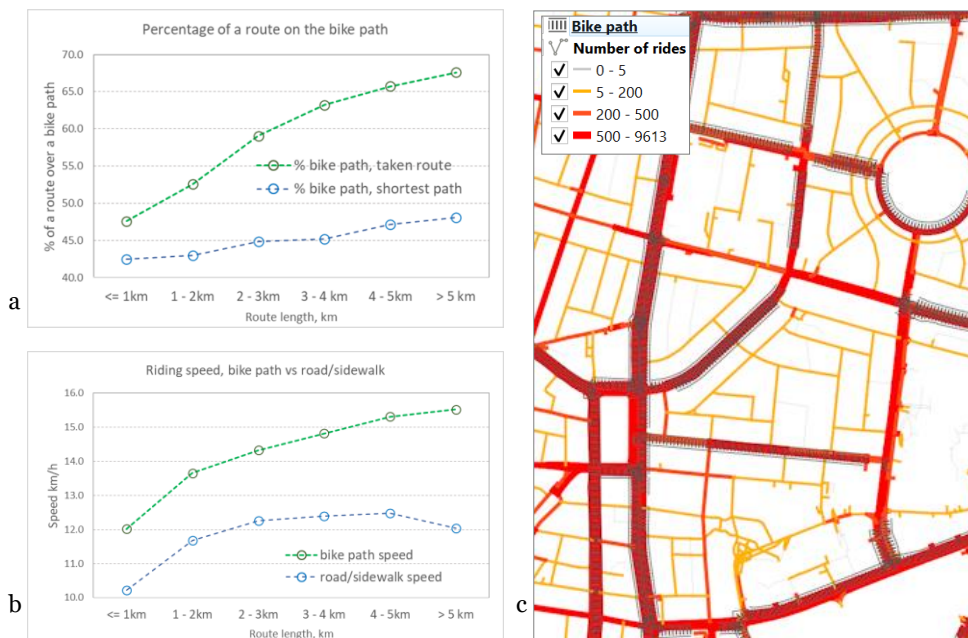 Percentage of a route on the bike path
% of a route over a bike path
70.0
65.0
60.0
55.0
50.0
45.0
40.0
% bike path, taken route
% bike path, shortest path
<= 1km 1 - 2km 2 - 3km 3 - 4 km 4 - 5km > 5 km
Route length, km
a
Riding speed, bike path vs road/sidewalk
Speed km/h
16.0
15.0
14.0
13.0
12.0
11.0
10.0
bike path speed
road/sidewalk speed
<= 1km 1 - 2km 2 - 3km 3 - 4 km 4 - 5km > 5 km
Route length, km
b
Bike path
Number of rides
0 - 5
5 - 200
200 - 500
500 - 9613
c